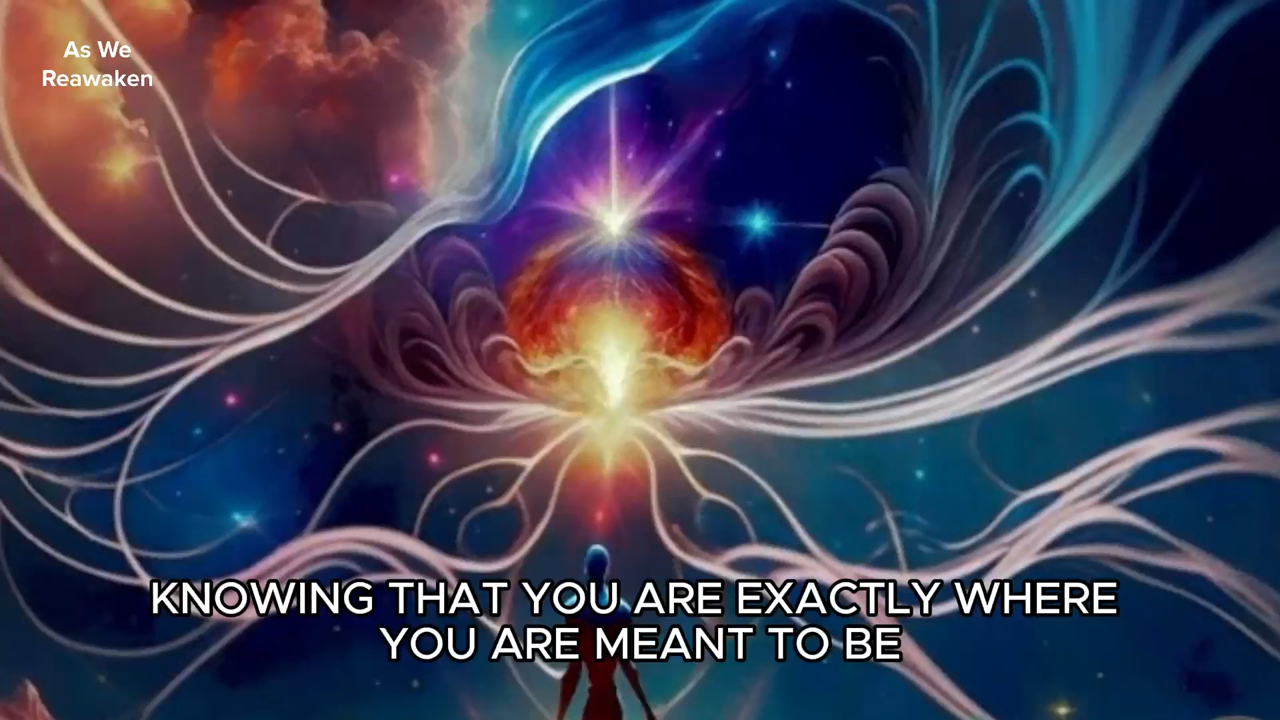 As We
Reawaken
KNOWING THAT YOU ARE EXACTLY WHERE
YOU ARE MEANT TO BE